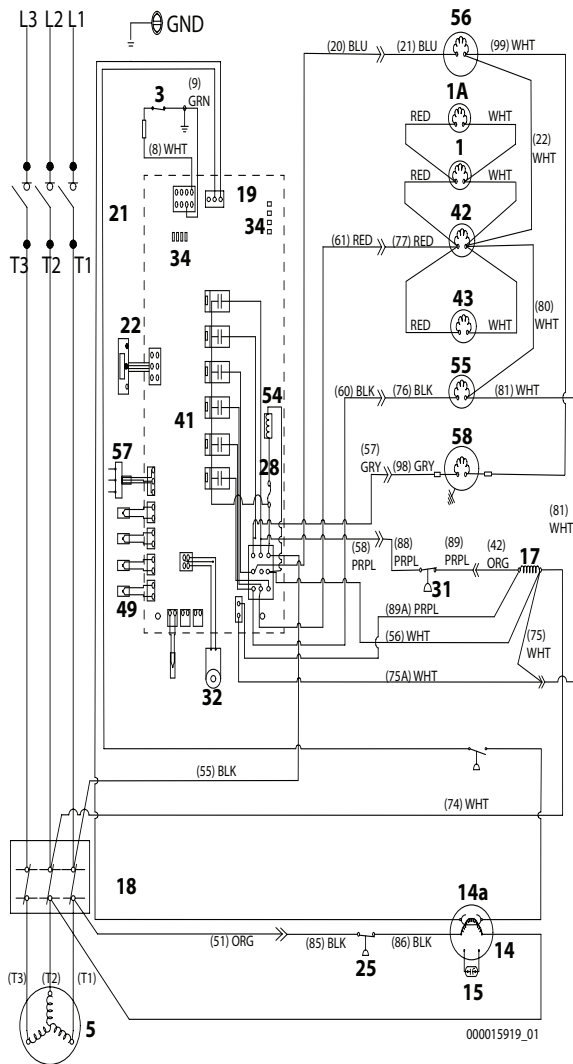 L3 L2 L1
GND
(20) BLU
(21) BLU
56
(99) WHT
3
(9)
GRN
(8) WHT
1A
RED
WHT
(22)
WHT
1
RED
WHT
21
19
34
34
42
(61) RED
(77) RED
T3
T2
T1
43
RED
WHT
(80)
WHT
22
55
(60) BLK
(76) BLK
(81) WHT
54
41
58
(57)
GRY
(98) GRY
57
28
(81)
WHT
(58)
PRPL
(88)
PRPL
(89)
PRPL
(42)
ORG
17
31
49
(89A) PRPL
(56) WHT
(75)
WHT
32
(75A) WHT
(55) BLK
(74) WHT
18
14a
(51) ORG
(85) BLK
(86) BLK
14
25
15
(T3)
(T2)
(T1)
5
000015919_01